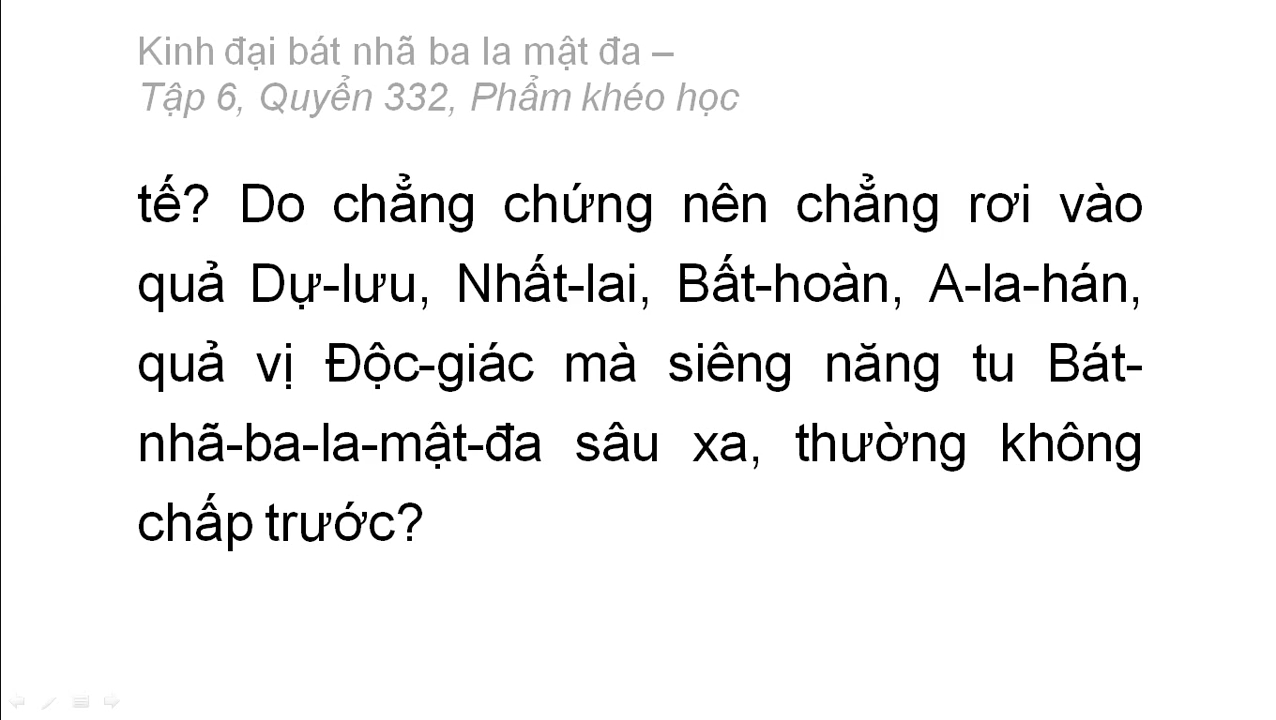 Kinh đại bát nhã ba la mật đa –
Tập 6, Quyển 332, Phẩm khéo học
tế? Do chẳng chứng nên chẳng rơi vào
quả Dự-lưu, Nhất-lai, Bất-hoàn, A-la-hán,
quả vị Độc-giác mà siêng năng tu Bát-
nhã-ba-la-mật-đa sâu xa, thường không
chấp trước?